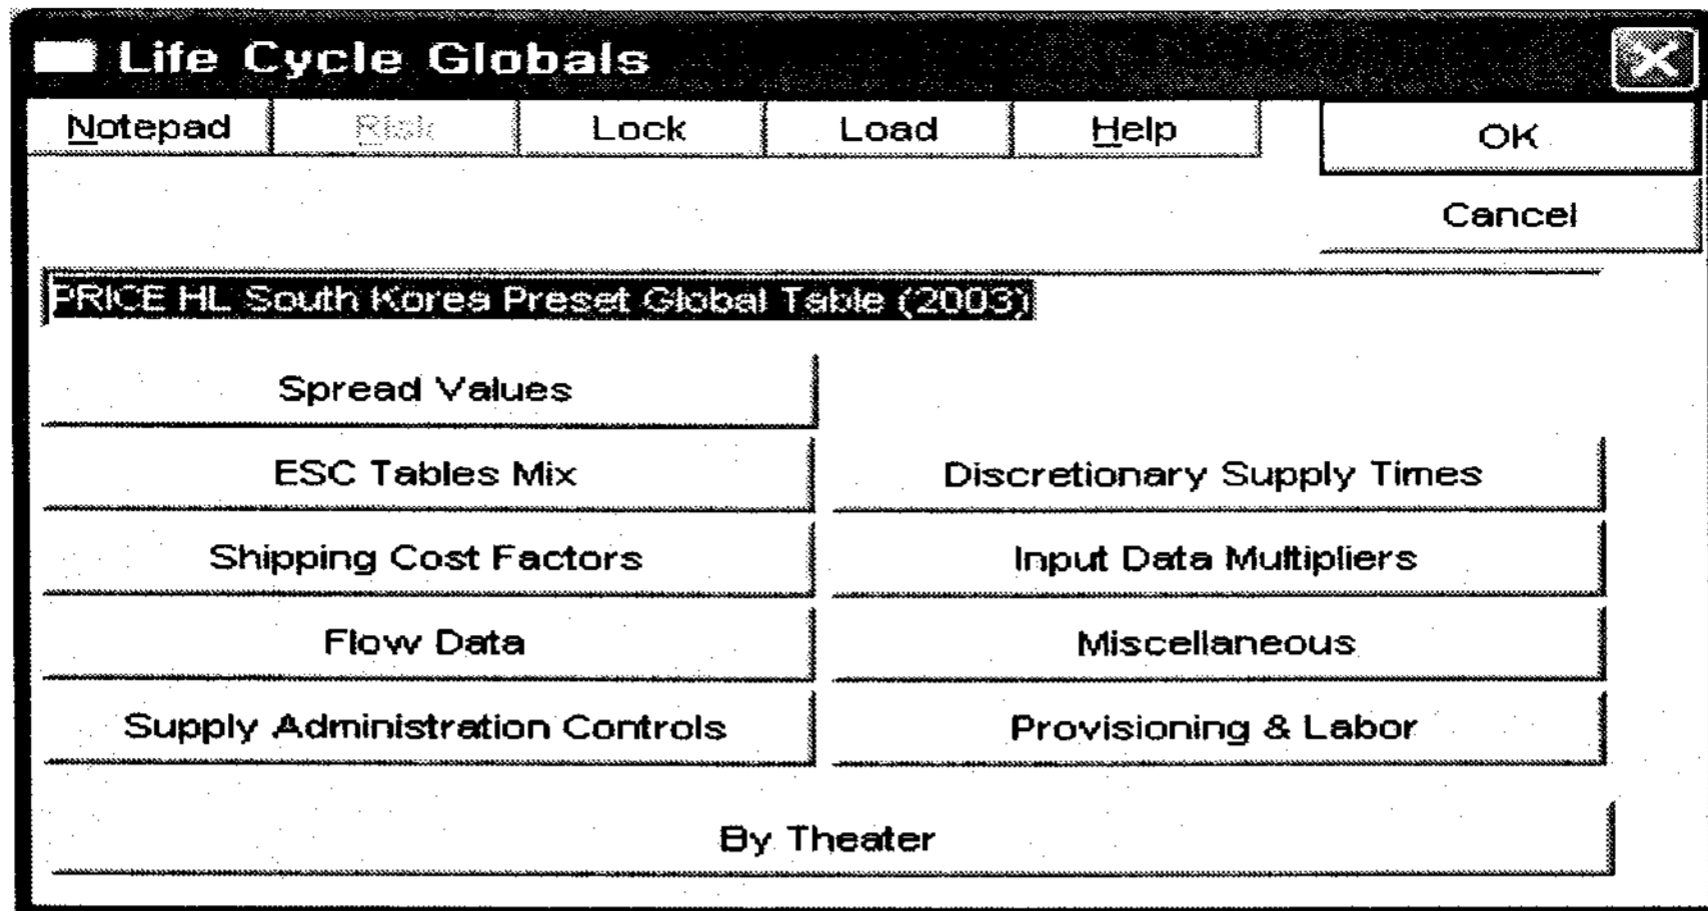 Life Cycle Globals
Notepad Risk Lock Load Help OK
Cancel
PRICE HL South Korea Preset Global Table (2003)
Spread Values
ESC Tables Mix Discretionary Supply Times
Shipping Cost Factors Input Data Multipliers
Flow Data Miscellaneous
Supply Administration Controls Provisioning & Labor
By Theater